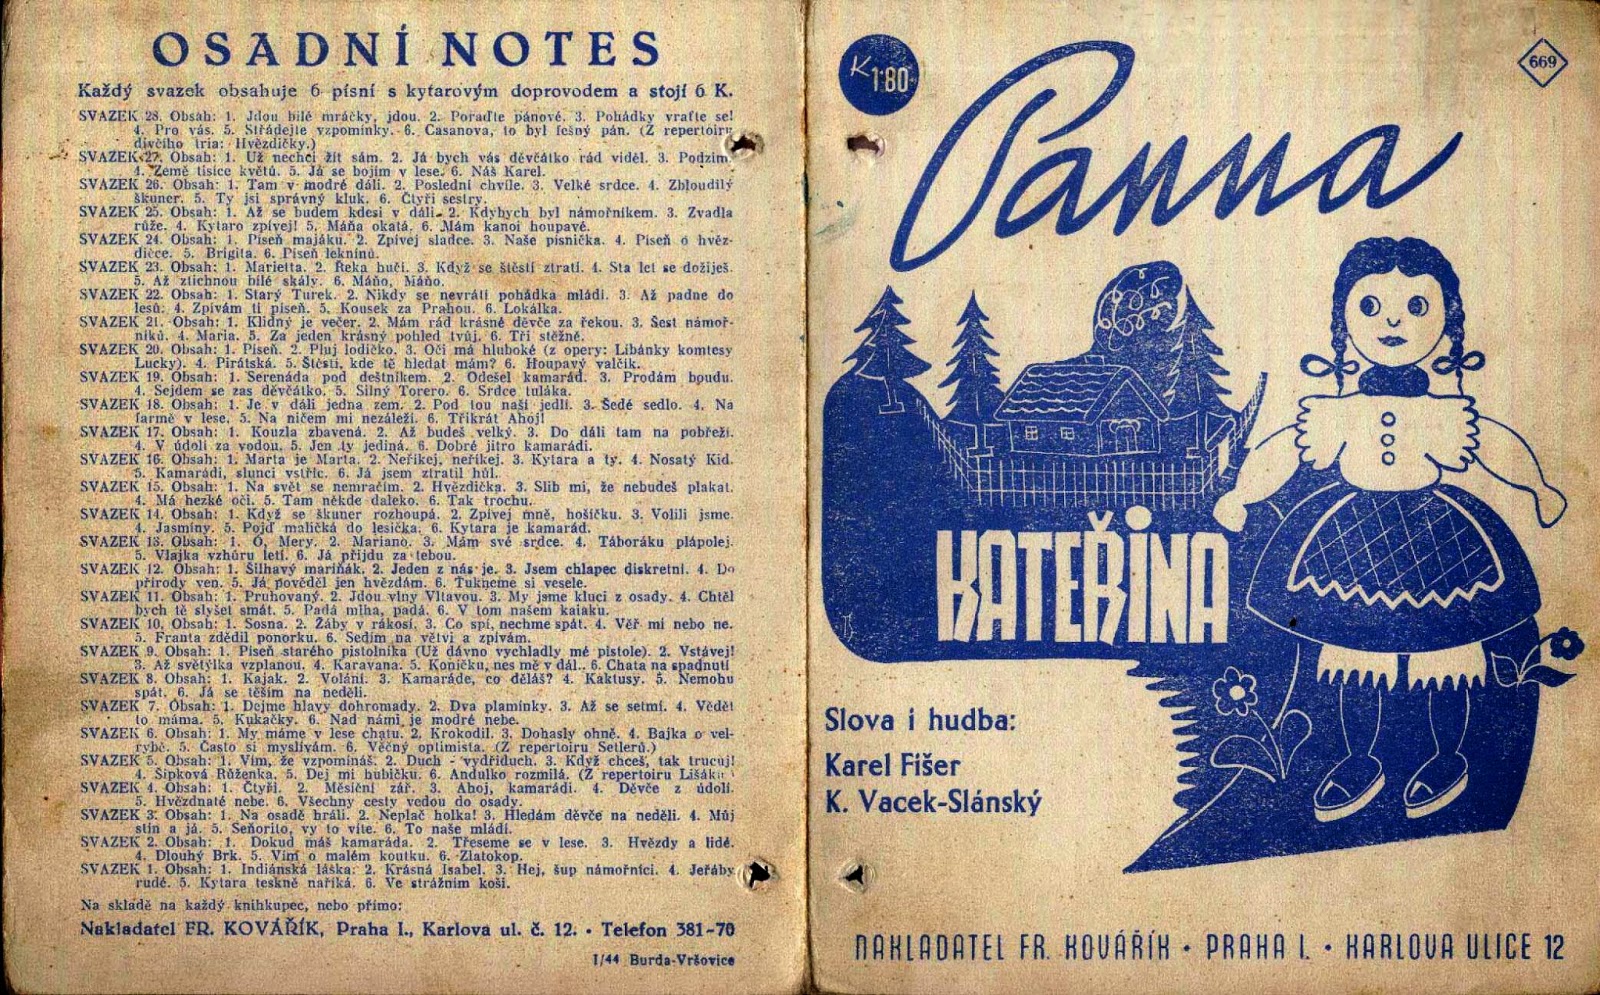 OSADNÍ NOTES
Každý svazek obsahuje 6 písní s kytarovým doprovodem a stojí 6 K.
SVAZEK 28. Obsah: 1. Jdou bílé mráčky, jdou. 2. Poraďte pánové. 3. Pohádky vraťte se!
4. Pro vás. 5. Střádejte vzpomínky. 6. Casanova, to byl fešný pán. (Z repertoiru
dívčího tria: Hvězdičky.)
SVAZEK 27. Obsah: 1. Už nechci žít sám. 2. Já bych vás děvčátko rád viděl. 3. Podzim.
4. Země tisíce květů. 5. Já se bojím v lese. 6. Náš Karel.
SVAZEK 26. Obsah: 1. Tam v modré dáli. 2. Poslední chvíle. 3. Velké srdce. 4. Zbloudilý
škuner. 5. Ty jsi správný kluk. 6. Čtyři sestry.
SVAZEK 25. Obsah: 1. Až se budem kdesi v dáli. 2. Kdybych byl námořníkem. 3. Zvadla
růže. 4. Kytaro zpívej! 5. Máňa okatá. 6. Mám kanoi houpavé.
SVAZEK 24. Obsah: 1. Píseň majáku. 2. Zpívej sladce. 3. Naše písnička. 4. Píseň o hvěz-
dičce. 5. Brigita. 6. Píseň leknínů.
SVAZEK 23. Obsah: 1. Marietta. 2. Řeka hučí. 3. Když se štěstí ztratí. 4. Sta let se dožiješ.
5. Až ztichnou bílé skály. 6. Máňo, Máňo.
SVAZEK 22. Obsah: 1. Starý Turek. 2. Nikdy se nevrátí pohádka mládí. 3. Až padne do
lesů. 4. Zpívám ti píseň. 5. Kousek za Prahou. 6. Lokálka.
SVAZEK 21. Obsah: 1. Klidný je večer. 2. Mám rád krásné děvče za řekou. 3. Šest námoř-
níků. 4. Maria. 5. Za jeden krásný pohled tvůj. 6. Tři stěžně.
SVAZEK 20. Obsah: 1. Píseň. 2. Pluj lodičko. 3. Oči má hluboké (z opery: Líbánky komtesy
Lucky). 4. Pirátská. 5. Štěstí, kde tě hledat mám? 6. Houpavý valčík.
SVAZEK 19. Obsah: 1. Serenáda pod deštníkem. 2. Odešel kamarád. 3. Prodám boudu.
4. Sejdem se zas děvčátko. 5. Silný Torero. 6. Srdce tuláka.
SVAZEK 18. Obsah: 1. Je v dáli jedna zem. 2. Pod tou naší jedlí. 3. Šedé sedlo. 4. Na
farmě v lese. 5. Na ničem mi nezáleží. 6. Třikrát Ahoj!
SVAZEK 17. Obsah: 1. Kouzla zbavená. 2. Až budeš velký. 3. Do dáli tam na pobřeží.
4. V údolí za vodou. 5. Jen ty jediná. 6. Dobré jitro kamarádi.
SVAZEK 16. Obsah: 1. Marta je Marta. 2. Neříkej, neříkej. 3. Kytara a ty. 4. Nosatý Kid.
5. Kamarádi, slunci vstříc. 6. Já jsem ztratil hůl.
SVAZEK 15. Obsah: 1. Na svět se nemračím. 2. Hvězdička. 3. Slib mi, že nebudeš plakat.
4. Má hezké oči. 5. Tam někde daleko. 6. Tak trochu.
SVAZEK 14. Obsah: 1. Když se škuner rozhoupá. 2. Zpívej mně, hošíčku. 3. Volili jsme.
4. Jasmíny. 5. Pojď maličká do lesíčka. 6. Kytara je kamarád.
SVAZEK 13. Obsah: 1. Ó, Mery. 2. Mariano. 3. Mám své srdce. 4. Táboráku plápolej.
5. Vlajka vzhůru letí. 6. Já přijdu za tebou.
SVAZEK 12. Obsah: 1. Šilhavý mariňák. 2. Jeden z nás je. 3. Jsem chlapec diskretní. 4. Do
přírody ven. 5. Já pověděl jen hvězdám. 6. Ťukneme si vesele.
SVAZEK 11. Obsah: 1. Pruhovaný. 2. Jdou vlny Vltavou. 3. My jsme kluci z osady. 4. Chtěl
bych tě slyšet smát. 5. Padá mlha, padá. 6. V tom našem kaiaku.
SVAZEK 10. Obsah: 1. Sosna. 2. Žáby v rákosí. 3. Co spí, nechme spát. 4. Věř mi nebo ne.
5. Franta zdědil ponorku. 6. Sedím na větvi a zpívám.
SVAZEK 9. Obsah: 1. Píseň starého pistolníka (Už dávno vychladly mé pistole). 2. Vstávej!
3. Až světýlka vzplanou. 4. Karavana. 5. Koníčku, nes mě v dál.. 6. Chata na spadnutí
SVAZEK 8. Obsah: 1. Kajak. 2. Volání. 3. Kamaráde, co děláš? 4. Kaktusy. 5. Nemohu
spát. 6. Já se těším na neděli.
SVAZEK 7. Obsah: 1. Dejme hlavy dohromady. 2. Dva plamínky. 3. Až se setmí. 4. Vědět
to máma. 5. Kukačky. 6. Nad námi je modré nebe.
SVAZEK 6. Obsah: 1. My máme v lese chatu. 2. Krokodil. 3. Dohasly ohně. 4. Bajka o vel-
rybě. 5. Často si myslívám. 6. Věčný optimista. (Z repertoiru Setlerů.)
SVAZEK 5. Obsah: 1. Vím, že vzpomínáš. 2. Duch - vydřiduch. 3. Když chceš, tak trucuj!
4. Šípková Růženka. 5. Dej mi hubičku. 6. Andulko rozmilá. (Z repertoiru Lišáků.)
SVAZEK 4. Obsah: 1. Čtyři. 2. Měsíční zář. 3. Ahoj, kamarádi. 4. Děvče z údolí.
5. Hvězdnaté nebe. 6. Všechny cesty vedou do osady.
SVAZEK 3. Obsah: 1. Na osadě hráli. 2. Neplač holka! 3. Hledám děvče na neděli. 4. Můj
stín a já. 5. Seňorito, vy to víte. 6. To naše mládí.
SVAZEK 2. Obsah: 1. Dokud máš kamaráda. 2. Třeseme se v lese. 3. Hvězdy a lidé.
4. Dlouhý Brk. 5. Vím o malém koutku. 6. Zlatokop.
SVAZEK 1. Obsah: 1. Indiánská láska. 2. Krásná Isabel. 3. Hej, šup námořníci. 4. Jeřáby
rudé. 5. Kytara teskně naříká. 6. Ve strážním koši.
Na skladě na každý knihkupec, nebo přímo:
Nakladatel FR. KOVÁŘÍK, Praha I., Karlova ul. č. 12. • Telefon 381-70
I/44 Burda-Vršovice
K 1·80
669
Panna
KATEŘINA
Slova i hudba:
Karel Fišer
K. Vacek-Slánský
NAKLADATEL FR. KOVÁŘÍK • PRAHA I. • KARLOVA ULICE 12